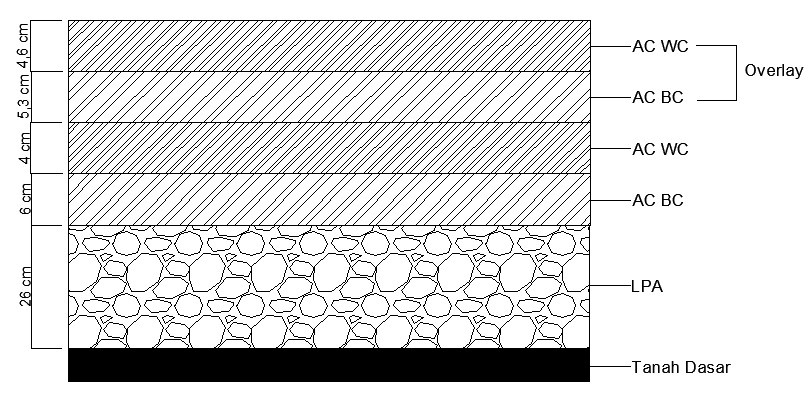 4,6 cm
AC WC
Overlay
5,3 cm
AC BC
4 cm
AC WC
6 cm
AC BC
26 cm
LPA
Tanah Dasar